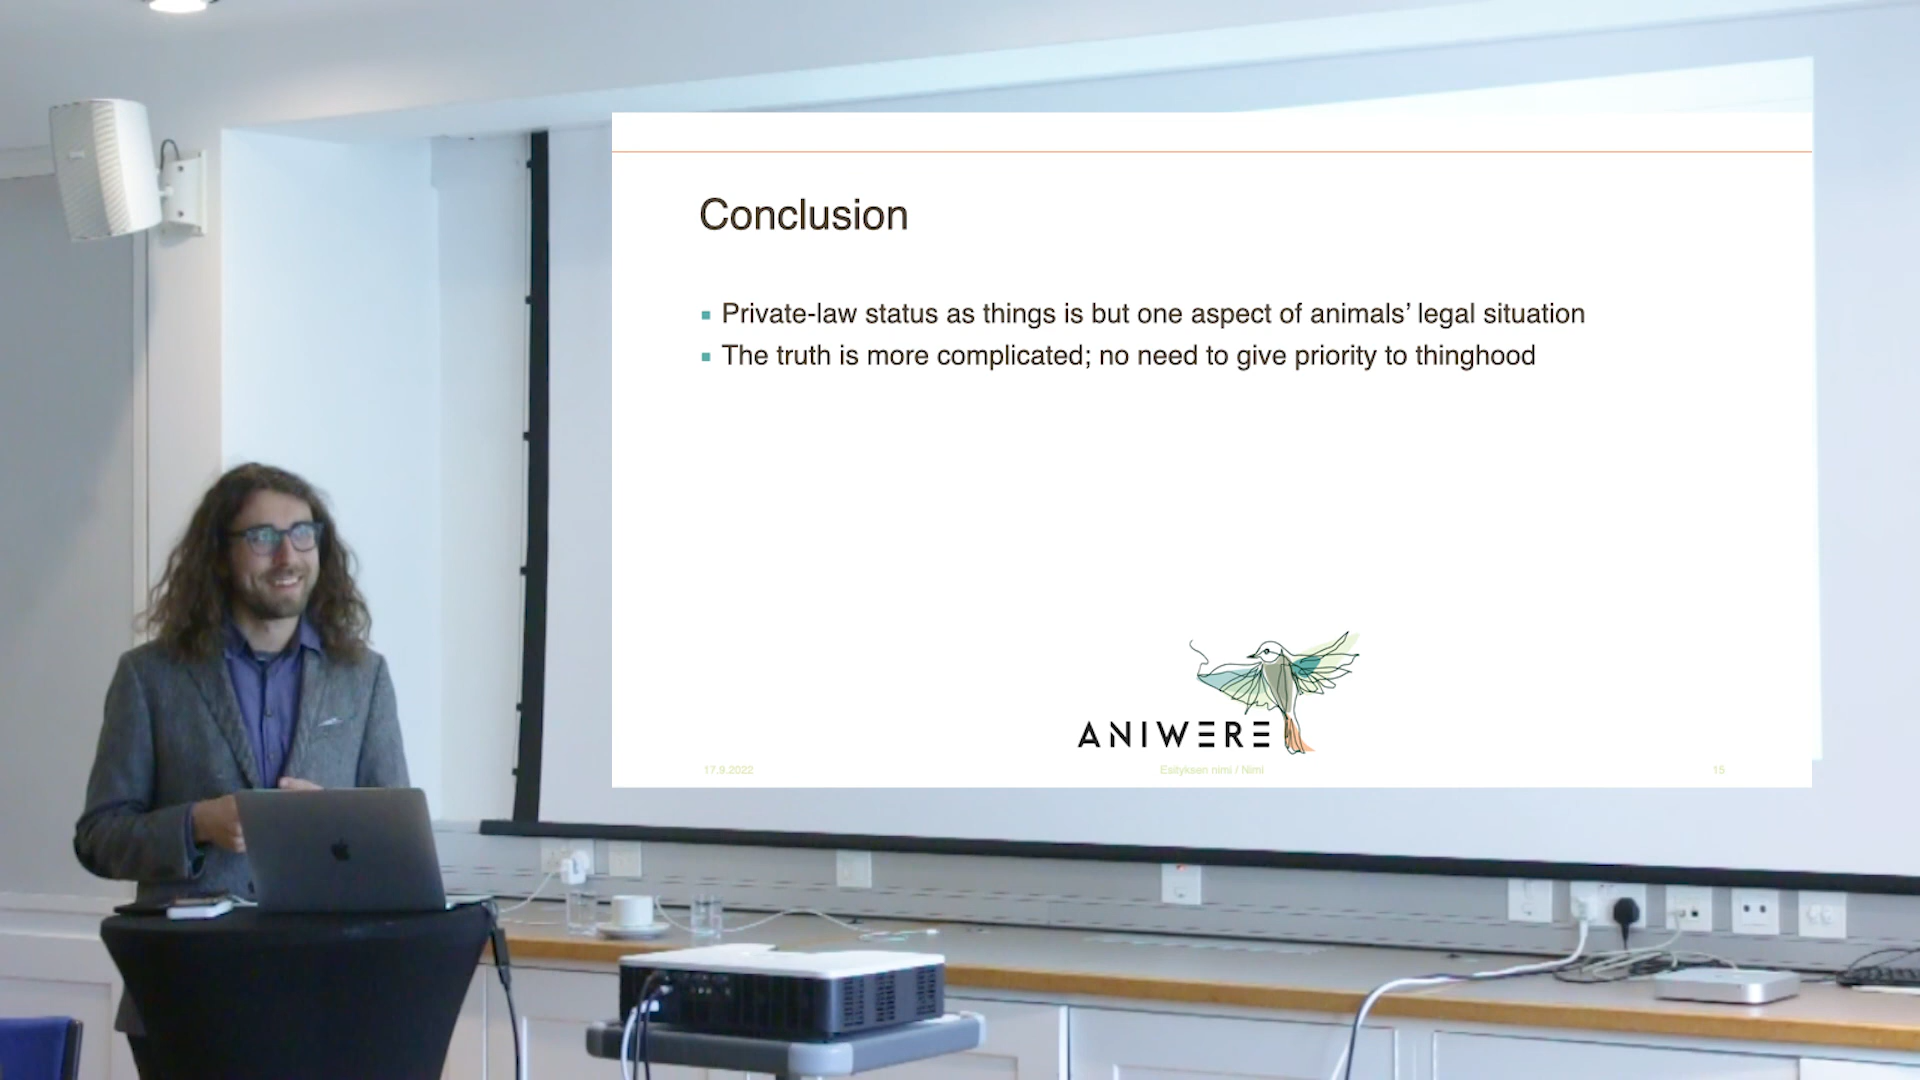 Conclusion
Private-law status as things is but one aspect of animals’ legal situation
The truth is more complicated; no need to give priority to thinghood
ANIWERE
17.9.2022 Esityksen nimi / Nimi 15